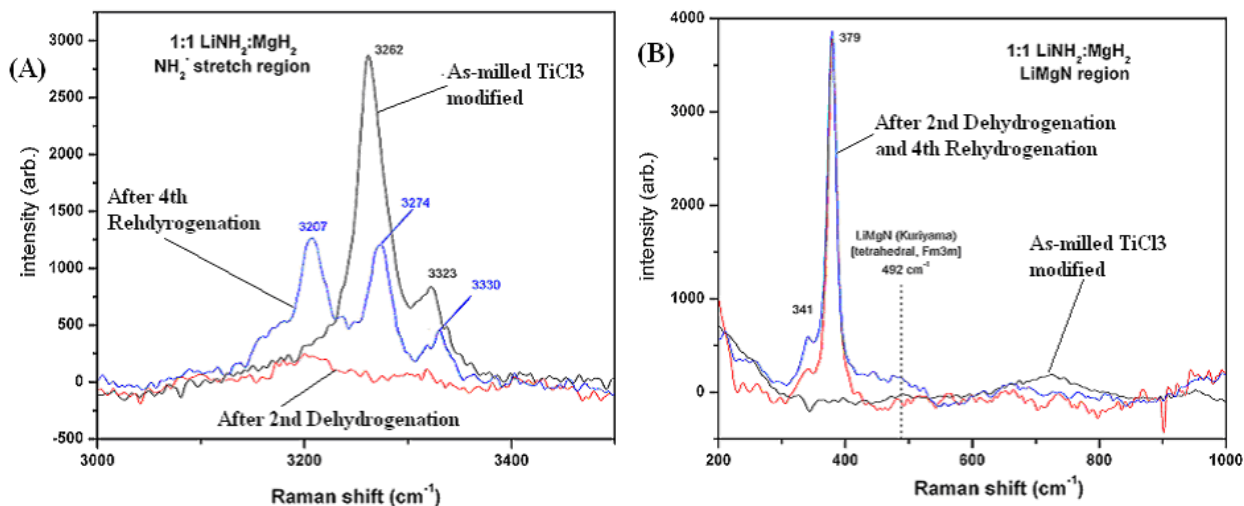 (A)
1:1 LiNH₂:MgH₂
NH₂⁻ stretch region
3262
As-milled TiCl3
modified
After 4th
Rehdyrogenation
3207
3274
3323
3330
After 2nd Dehydrogenation
3000
2500
2000
1500
1000
500
0
-500
intensity (arb.)
3000
3200
3400
Raman shift (cm⁻¹)
(B)
379
1:1 LiNH₂:MgH₂
LiMgN region
After 2nd Dehydrogenation
and 4th Rehydrogenation
LiMgN (Kuriyama)
[tetrahedral, Fm3m]
492 cm⁻¹
As-milled TiCl3
modified
341
4000
3000
2000
1000
0
intensity (arb.)
200
400
600
800
1000
Raman shift (cm⁻¹)